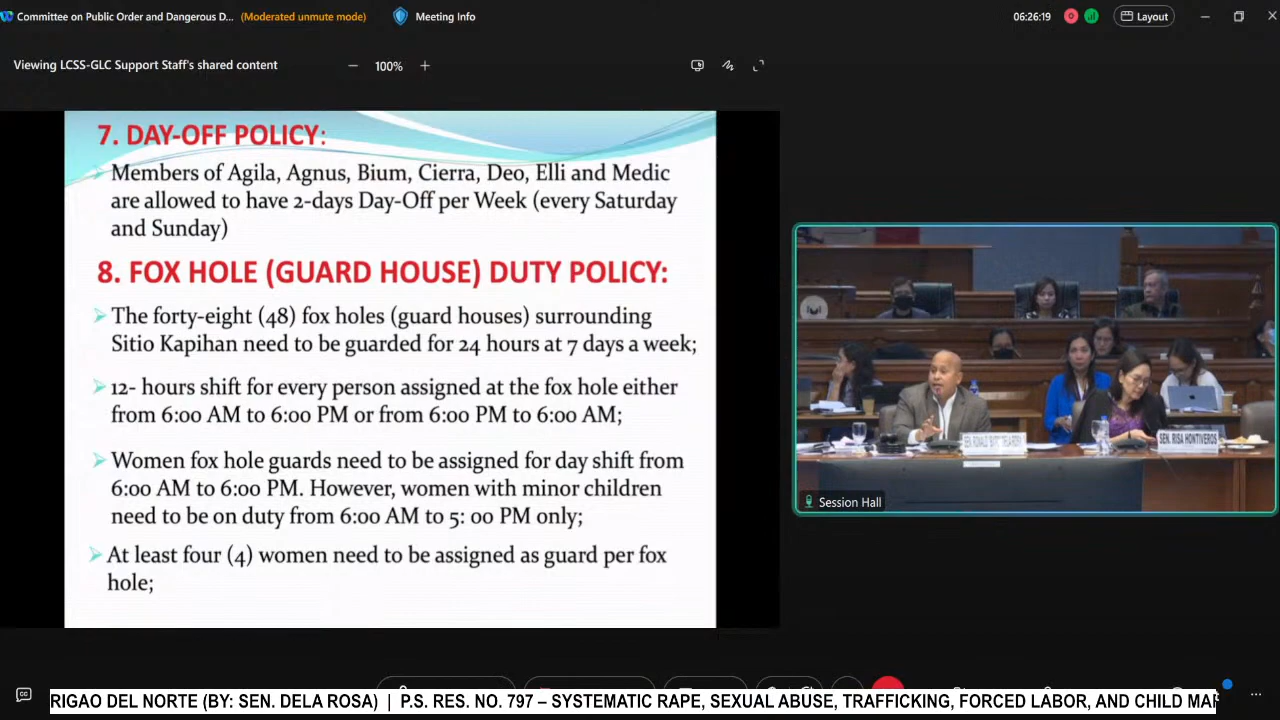 Committee on Public Order and Dangerous D... (Moderated unmute mode) Meeting Info 06:26:19 Layout
Viewing LCSS-GLC Support Staff's shared content 100%
7. DAY-OFF POLICY:
Members of Agila, Agnus, Bium, Cierra, Deo, Elli and Medic
are allowed to have 2-days Day-Off per Week (every Saturday
and Sunday)
8. FOX HOLE (GUARD HOUSE) DUTY POLICY:
The forty-eight (48) fox holes (guard houses) surrounding
Sitio Kapihan need to be guarded for 24 hours at 7 days a week;
12- hours shift for every person assigned at the fox hole either
from 6:00 AM to 6:00 PM or from 6:00 PM to 6:00 AM;
Women fox hole guards need to be assigned for day shift from
6:00 AM to 6:00 PM. However, women with minor children
need to be on duty from 6:00 AM to 5: 00 PM only;
At least four (4) women need to be assigned as guard per fox
hole;
SEN. RISA HONTIVEROS
Session Hall
RIGAO DEL NORTE (BY: SEN. DELA ROSA) | P.S. RES. NO. 797 – SYSTEMATIC RAPE, SEXUAL ABUSE, TRAFFICKING, FORCED LABOR, AND CHILD MAR